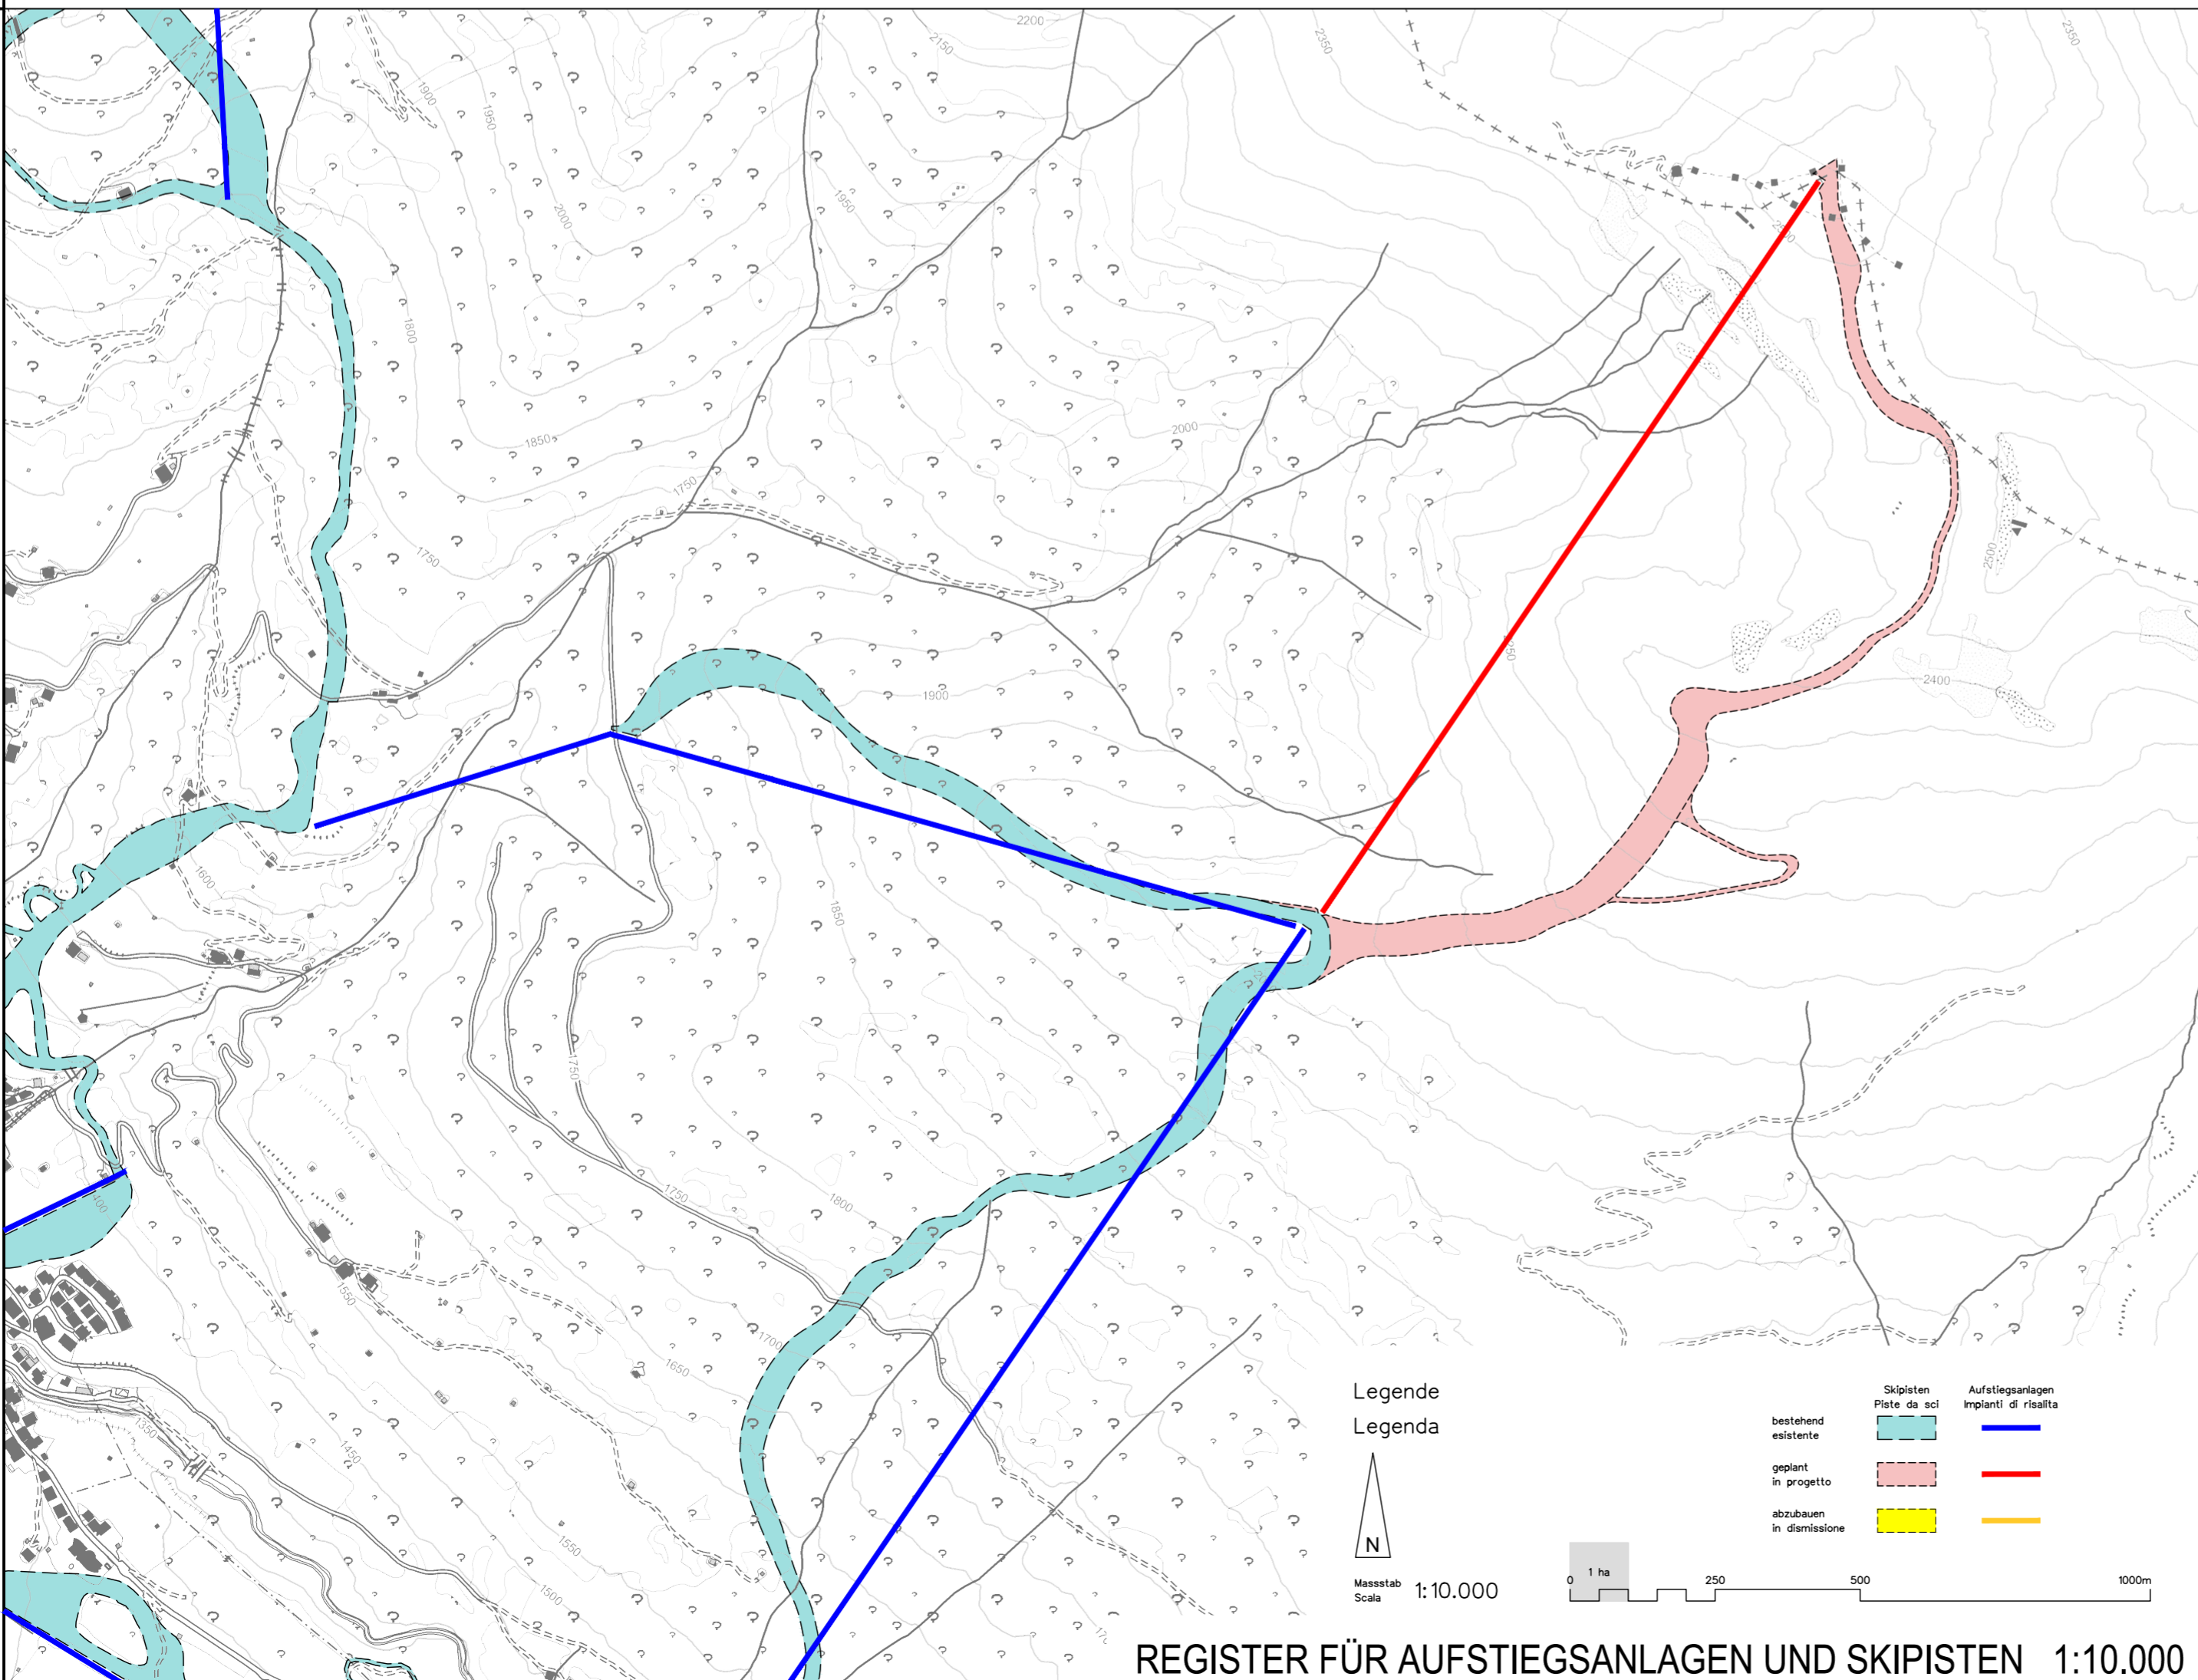 2200
2150
2350
2350
1900
1950
2000
1950
1800
1850
2000
1750
1750
2500
1900
2400
1600
1850
1750
1750
1800
1550
1700
1650
1350
1450
1550
1500
Legende
Legenda
N
Massstab
Scala
1:10.000
Skipisten
Piste da sci
Aufstiegsanlagen
Impianti di risalita
bestehend
esistente
geplant
in progetto
abzubauen
in dismissione
1 ha
0 250 500 1000m
REGISTER FÜR AUFSTIEGSANLAGEN UND SKIPISTEN 1:10.000